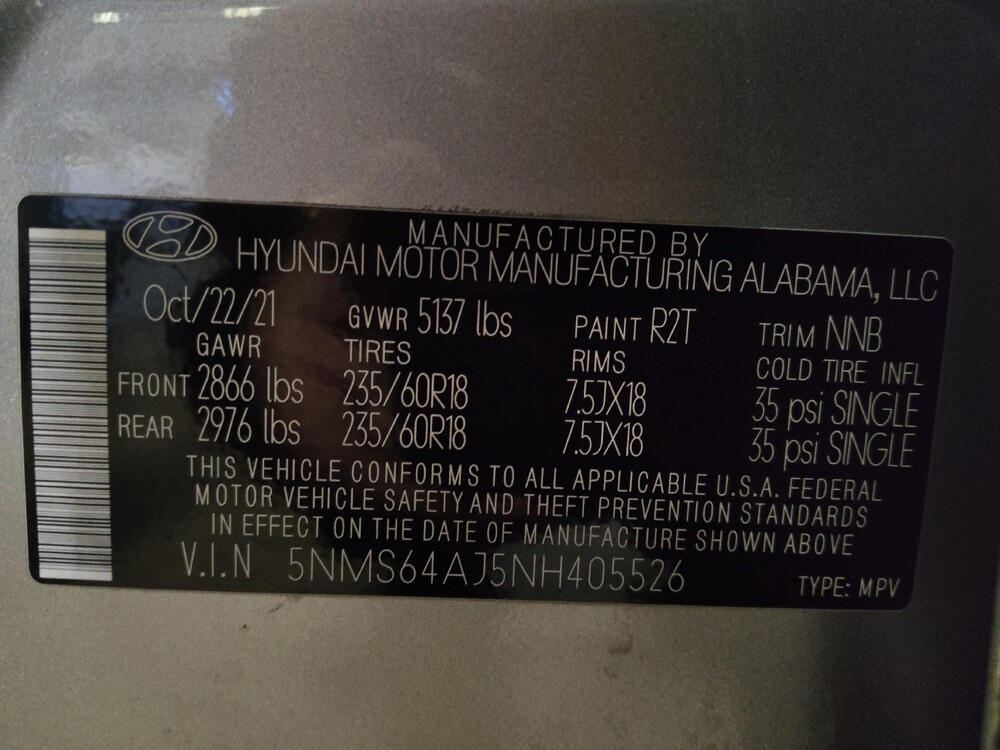 MANUFACTURED BY
HYUNDAI MOTOR MANUFACTURING ALABAMA, LLC
Oct/22/21 GVWR 5137 lbs PAINT R2T TRIM NNB
GAWR TIRES RIMS COLD TIRE INFL
FRONT 2866 lbs 235/60R18 7.5JX18 35 psi SINGLE
REAR 2976 lbs 235/60R18 7.5JX18 35 psi SINGLE
THIS VEHICLE CONFORMS TO ALL APPLICABLE U.S.A. FEDERAL
MOTOR VEHICLE SAFETY AND THEFT PREVENTION STANDARDS
IN EFFECT ON THE DATE OF MANUFACTURE SHOWN ABOVE
V.I.N 5NMS64AJ5NH405526 TYPE: MPV